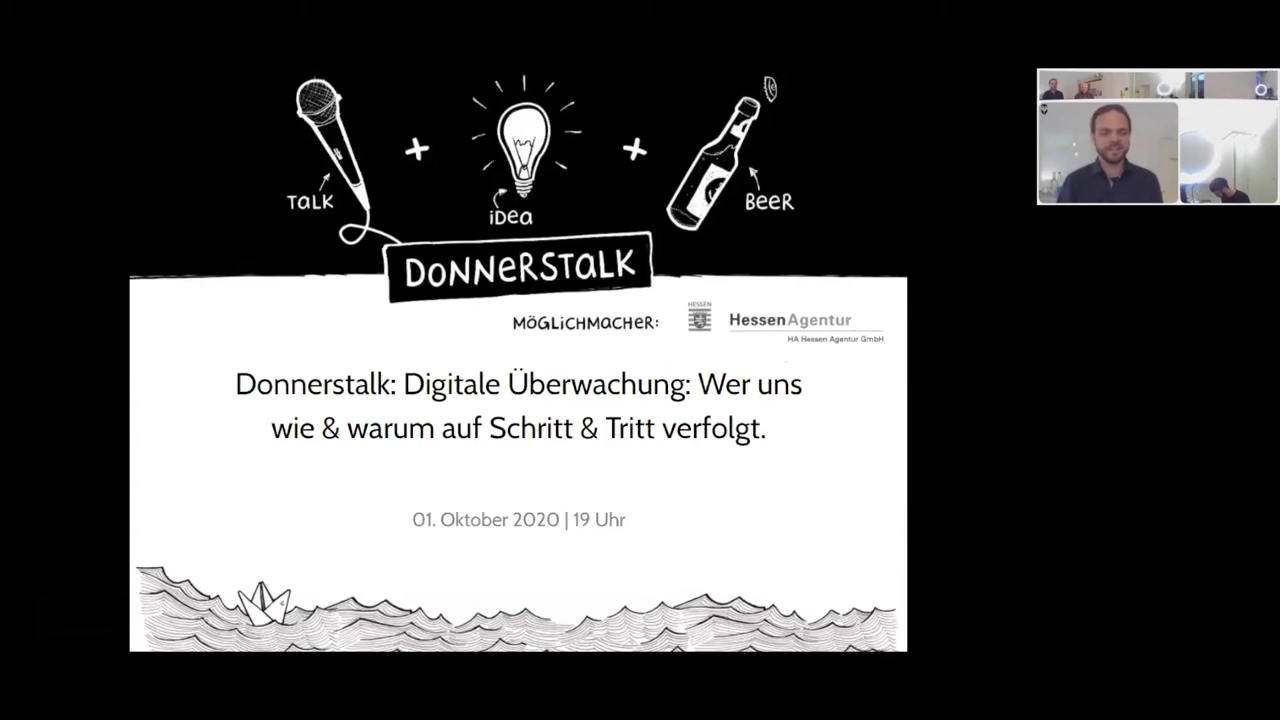 TALK
+
iDea
+
BeeR
DONNERSTALK
MÖGLICHMACHER:
HESSEN
HessenAgentur
HA Hessen Agentur GmbH
Donnerstalk: Digitale Überwachung: Wer uns
wie & warum auf Schritt & Tritt verfolgt.
01. Oktober 2020 | 19 Uhr